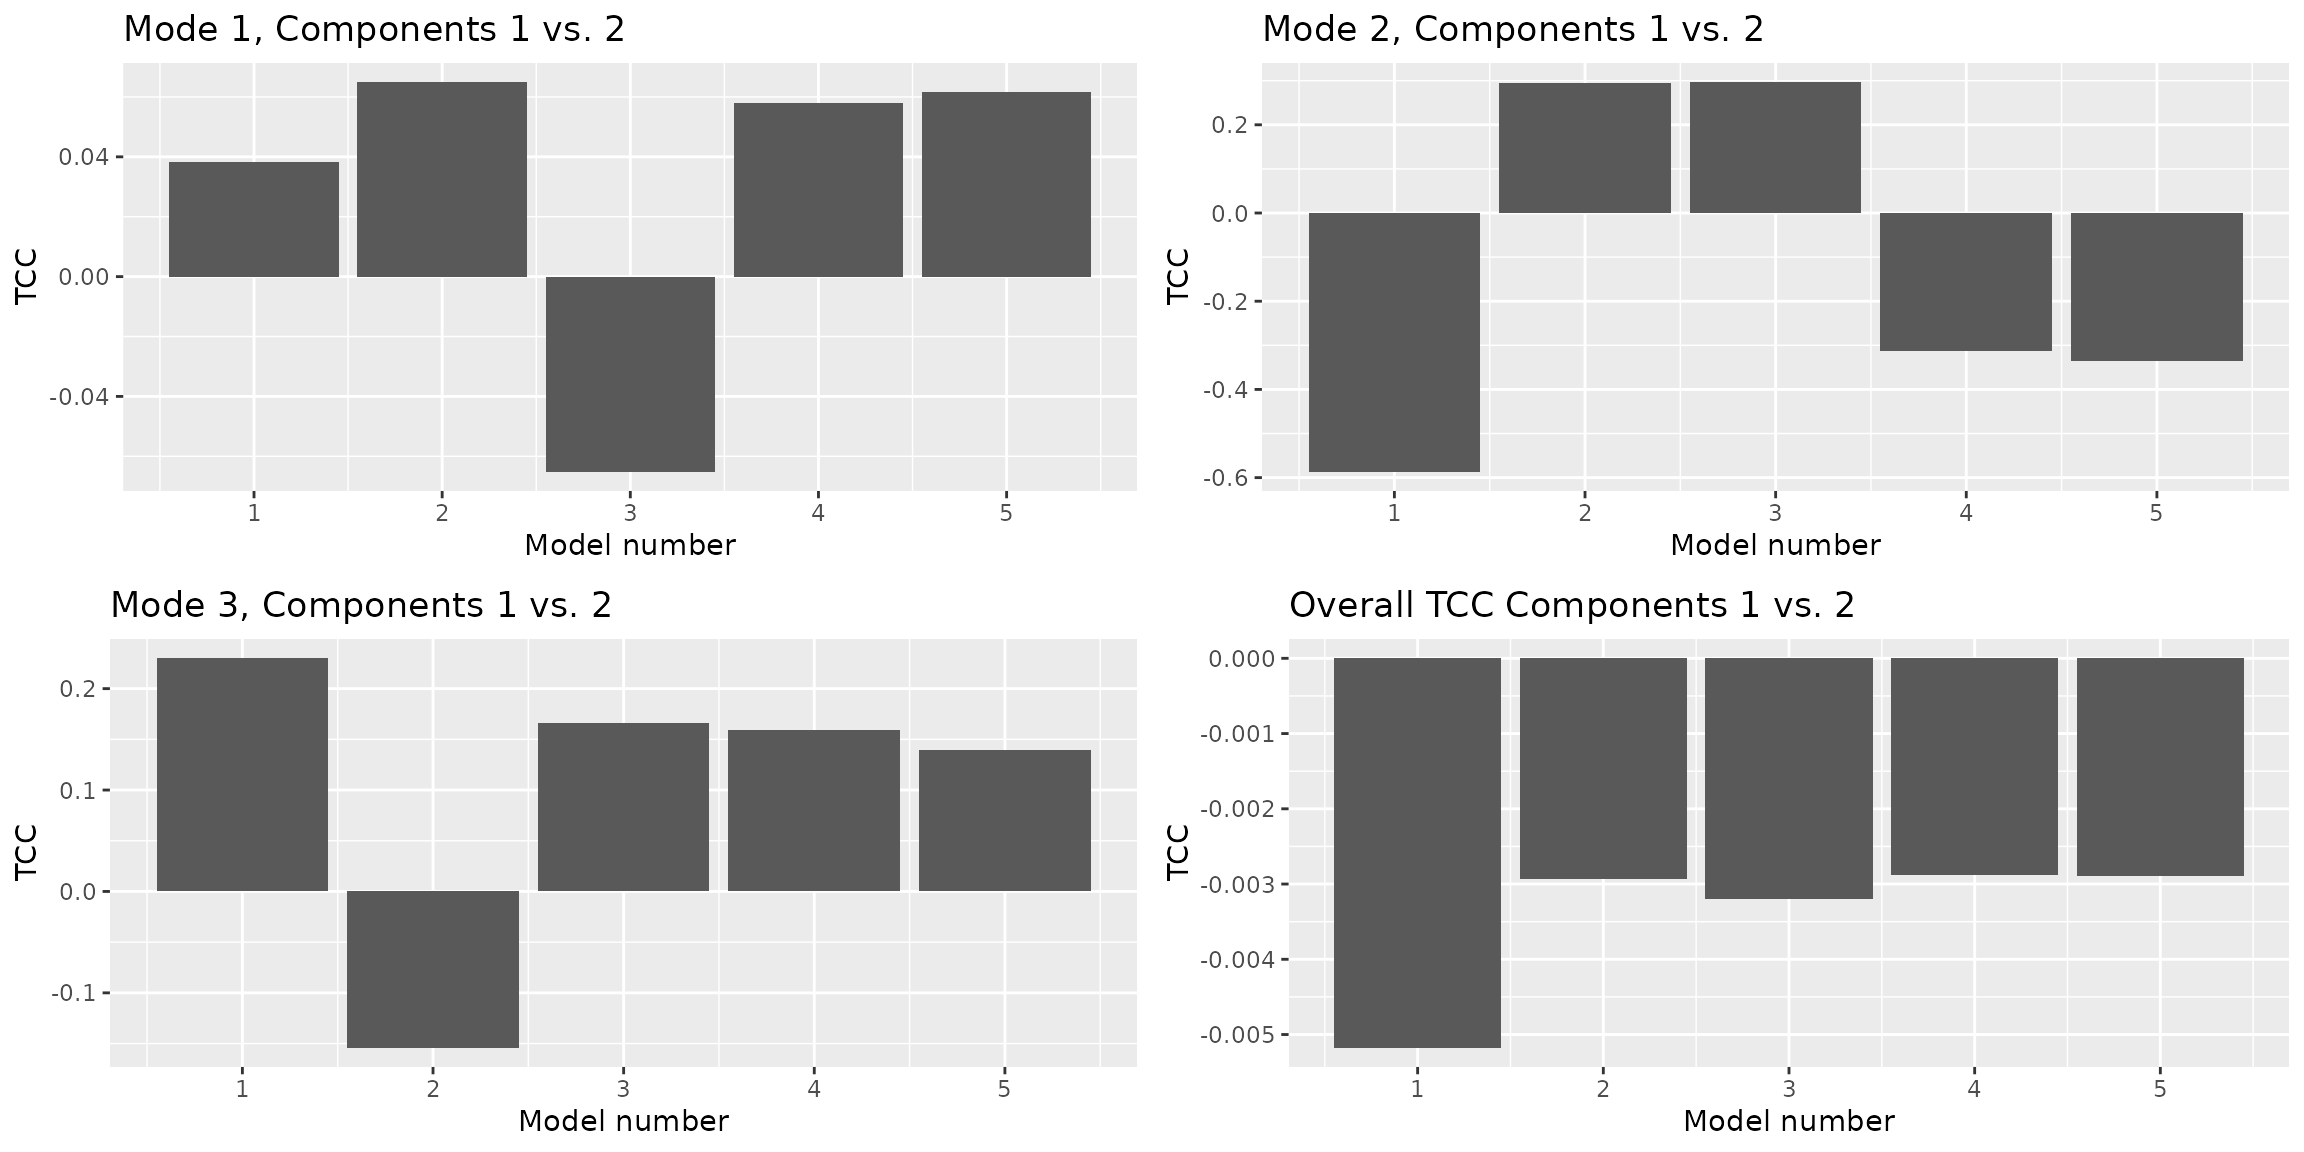 Mode 1, Components 1 vs. 2
TCC
0.04
0.00
-0.04
1 2 3 4 5
Model number
Mode 2, Components 1 vs. 2
TCC
0.2
0.0
-0.2
-0.4
-0.6
1 2 3 4 5
Model number
Mode 3, Components 1 vs. 2
TCC
0.2
0.1
0.0
-0.1
1 2 3 4 5
Model number
Overall TCC Components 1 vs. 2
TCC
0.000
-0.001
-0.002
-0.003
-0.004
-0.005
1 2 3 4 5
Model number